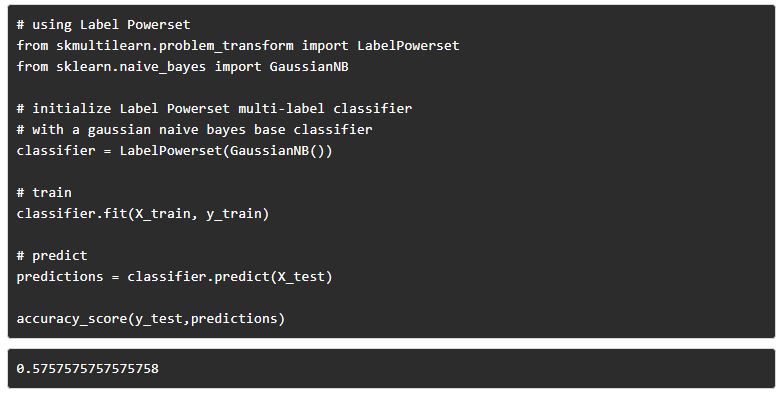 # using Label Powerset
from skmultilearn.problem_transform import LabelPowerset
from sklearn.naive_bayes import GaussianNB
# initialize Label Powerset multi-label classifier
# with a gaussian naive bayes base classifier
classifier = LabelPowerset(GaussianNB())
# train
classifier.fit(X_train, y_train)
# predict
predictions = classifier.predict(X_test)
accuracy_score(y_test,predictions)
0.5757575757575758